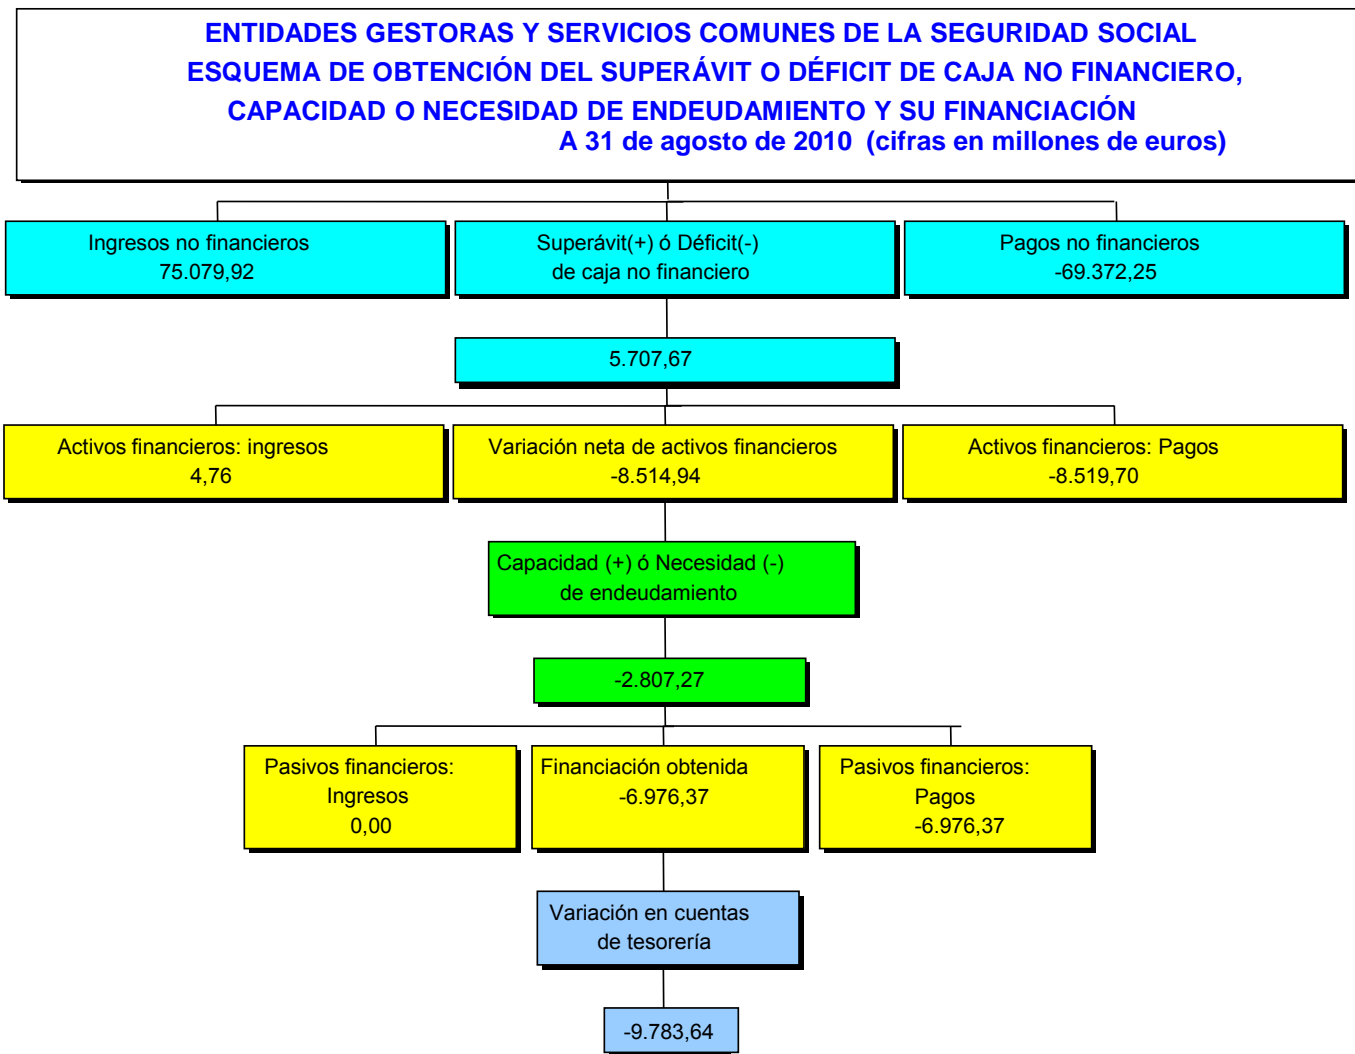 ENTIDADES GESTORAS Y SERVICIOS COMUNES DE LA SEGURIDAD SOCIAL
ESQUEMA DE OBTENCIÓN DEL SUPERÁVIT O DÉFICIT DE CAJA NO FINANCIERO,
CAPACIDAD O NECESIDAD DE ENDEUDAMIENTO Y SU FINANCIACIÓN
A 31 de agosto de 2010 (cifras en millones de euros)
Ingresos no financieros
75.079,92
Superávit(+) ó Déficit(-)
de caja no financiero
Pagos no financieros
-69.372,25
5.707,67
Activos financieros: ingresos
4,76
Variación neta de activos financieros
-8.514,94
Activos financieros: Pagos
-8.519,70
Capacidad (+) ó Necesidad (-)
de endeudamiento
-2.807,27
Pasivos financieros:
Ingresos
0,00
Financiación obtenida
-6.976,37
Pasivos financieros:
Pagos
-6.976,37
Variación en cuentas
de tesorería
-9.783,64